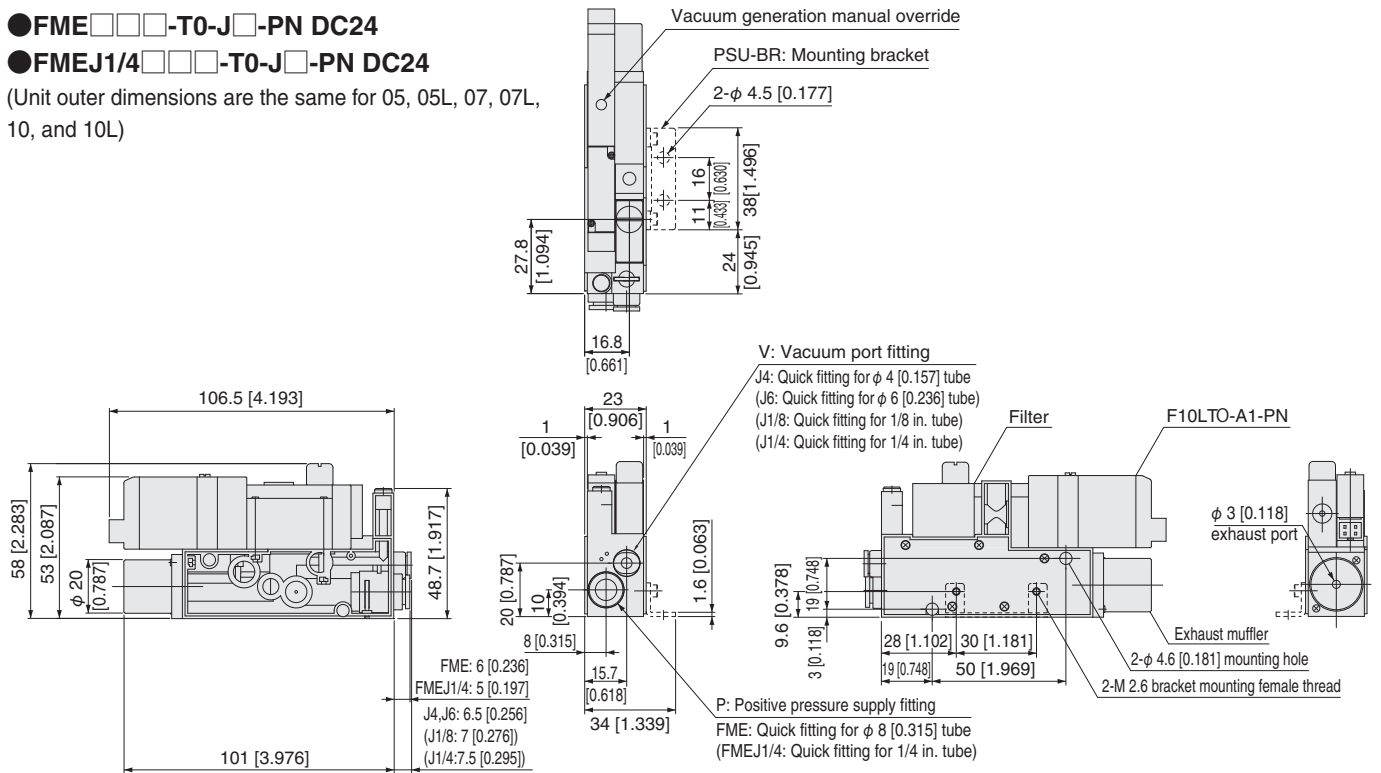 ●FME□□□-T0-J□-PN DC24
●FMEJ1/4□□□-T0-J□-PN DC24
(Unit outer dimensions are the same for 05, 05L, 07, 07L,
10, and 10L)
Vacuum generation manual override
PSU-BR: Mounting bracket
2-φ 4.5 [0.177]
16
[0.630]
11
[0.433]
38[1.496]
24
[0.945]
27.8
[1.094]
16.8
[0.661]
106.5 [4.193]
58 [2.283]
53 [2.087]
φ 20
[0.787]
48.7 [1.917]
FME: 6 [0.236]
FMEJ1/4: 5 [0.197]
J4,J6: 6.5 [0.256]
(J1/8: 7 [0.276])
(J1/4:7.5 [0.295])
101 [3.976]
V: Vacuum port fitting
J4: Quick fitting for φ 4 [0.157] tube
(J6: Quick fitting for φ 6 [0.236] tube)
(J1/8: Quick fitting for 1/8 in. tube)
(J1/4: Quick fitting for 1/4 in. tube)
23
[0.906]
1
[0.039]
1
[0.039]
20 [0.787]
10
[0.394]
1.6 [0.063]
8 [0.315]
15.7
[0.618]
34 [1.339]
P: Positive pressure supply fitting
FME: Quick fitting for φ 8 [0.315] tube
(FMEJ1/4: Quick fitting for 1/4 in. tube)
Filter
F10LTO-A1-PN
9.6 [0.378]
19 [0.748]
3 [0.118]
28 [1.102]
30 [1.181]
19 [0.748]
50 [1.969]
Exhaust muffler
2-φ 4.6 [0.181] mounting hole
2-M 2.6 bracket mounting female thread
φ 3 [0.118]
exhaust port